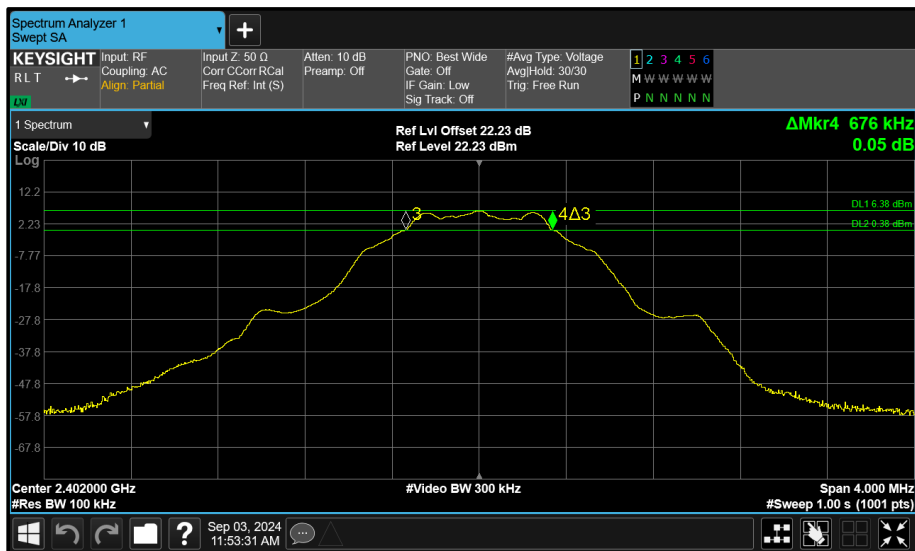 Spectrum Analyzer 1
Swept SA
KEYSIGHT
RLT
LXI
Input: RF
Coupling: AC
Align: Partial
Input Z: 50 Ω
Corr CCorr RCal
Freq Ref: Int (S)
Atten: 10 dB
Preamp: Off
PNO: Best Wide
Gate: Off
IF Gain: Low
Sig Track: Off
#Avg Type: Voltage
Avg|Hold: 30/30
Trig: Free Run
1 2 3 4 5 6
M W W W W W
P N N N N N
1 Spectrum
Scale/Div 10 dB
Ref Lvl Offset 22.23 dB
Ref Level 22.23 dBm
ΔMkr4 676 kHz
0.05 dB
Log
12.2
2.23
-7.77
-17.8
-27.8
-37.8
-47.8
-57.8
-67.8
3
4Δ3
DL1 6.38 dBm
DL2 0.38 dBm
Center 2.402000 GHz
#Res BW 100 kHz
#Video BW 300 kHz
Span 4.000 MHz
#Sweep 1.00 s (1001 pts)
Sep 03, 2024
11:53:31 AM